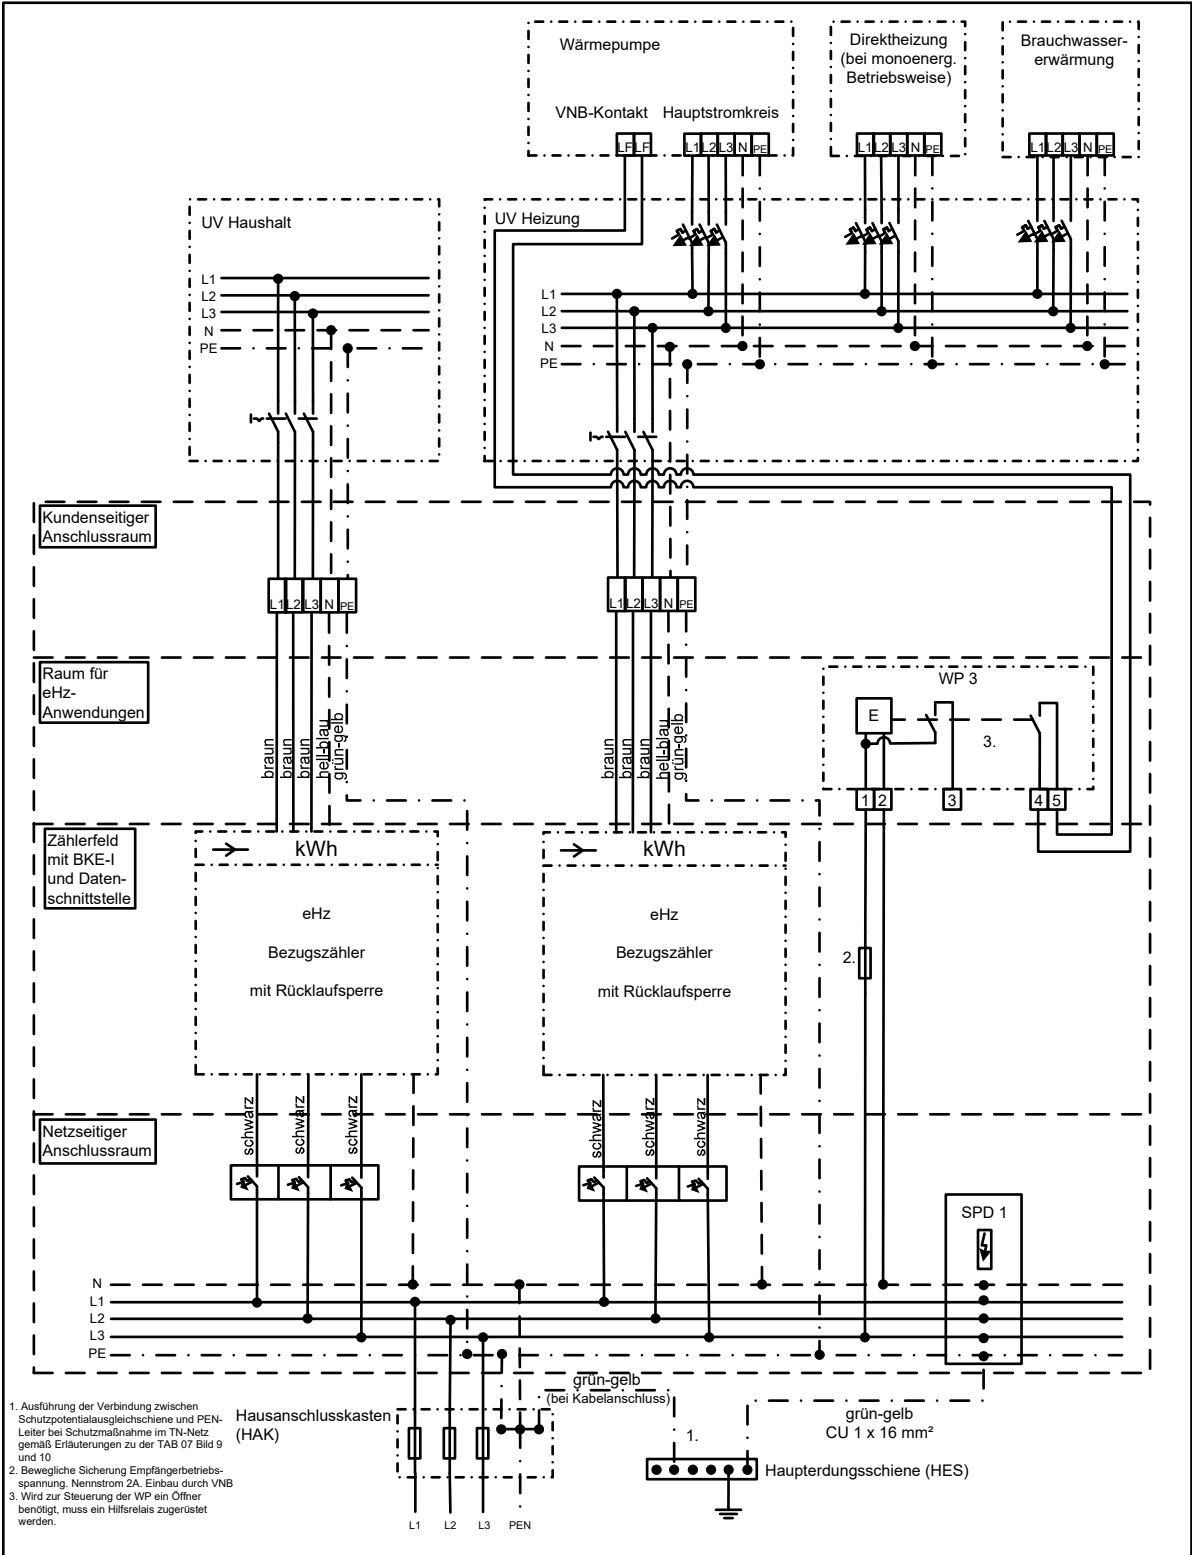 Wärmepumpe
VNB-Kontakt Hauptstromkreis
LF LF L1 L2 L3 N PE
Direktheizung
(bei monoenerg.
Betriebsweise)
L1 L2 L3 N PE
Brauchwasser-
erwärmung
L1 L2 L3 N PE
UV Haushalt
L1
L2
L3
N
PE
UV Heizung
L1
L2
L3
N
PE
Kundenseitiger
Anschlussraum
L1 L2 L3 N PE
L1 L2 L3 N PE
Raum für
eHz-
Anwendungen
braun
braun
braun
hell-blau
grün-gelb
braun
braun
braun
hell-blau
grün-gelb
WP 3
E
3.
1 2 3 4 5
Zählerfeld
mit BKE-I
und Daten-
schnittstelle
kWh
eHz
Bezugszähler
mit Rücklaufsperre
kWh
eHz
Bezugszähler
mit Rücklaufsperre
2.
Netzseitiger
Anschlussraum
schwarz
schwarz
schwarz
schwarz
schwarz
schwarz
SPD 1
N
L1
L2
L3
PE
grün-gelb
(bei Kabelanschluss)
Hausanschlusskasten
(HAK)
L1 L2 L3 PEN
1.
grün-gelb
CU 1 x 16 mm²
Haupterdungsschiene (HES)
1. Ausführung der Verbindung zwischen
Schutzpotentialausgleichschiene und PEN-
Leiter bei Schutzmaßnahme im TN-Netz
gemäß Erläuterungen zu der TAB 07 Bild 9
und 10
2. Bewegliche Sicherung Empfängerbetriebs-
spannung. Nennstrom 2A. Einbau durch VNB
3. Wird zur Steuerung der WP ein Öffner
benötigt, muss ein Hilfsrelais zugerüstet
werden.